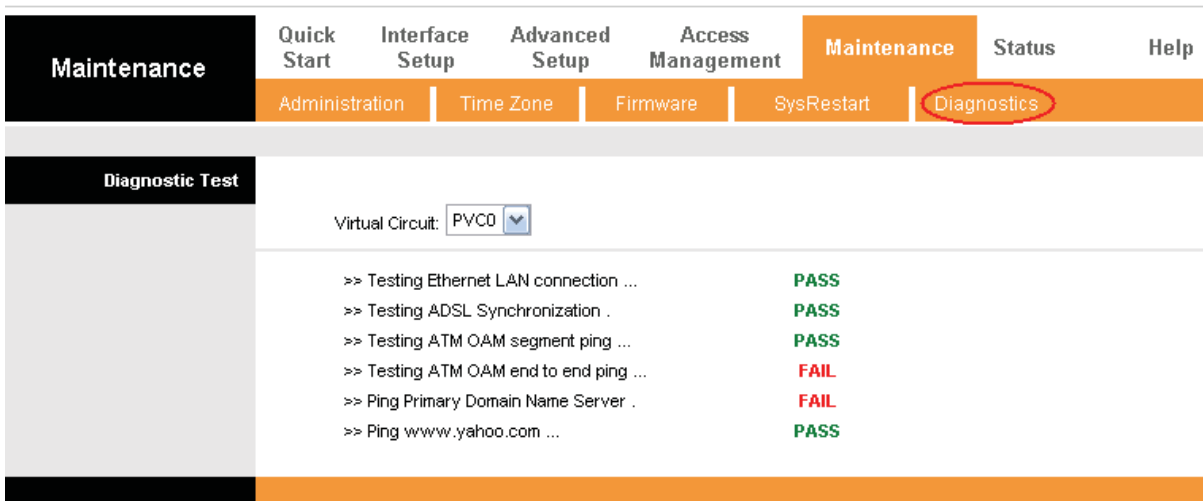 Maintenance
Quick Start
Interface Setup
Advanced Setup
Access Management
Maintenance
Status
Help
Administration
Time Zone
Firmware
SysRestart
Diagnostics
Diagnostic Test
Virtual Circuit: PVC0
>> Testing Ethernet LAN connection ... PASS
>> Testing ADSL Synchronization . PASS
>> Testing ATM OAM segment ping ... PASS
>> Testing ATM OAM end to end ping ... FAIL
>> Ping Primary Domain Name Server . FAIL
>> Ping www.yahoo.com ... PASS